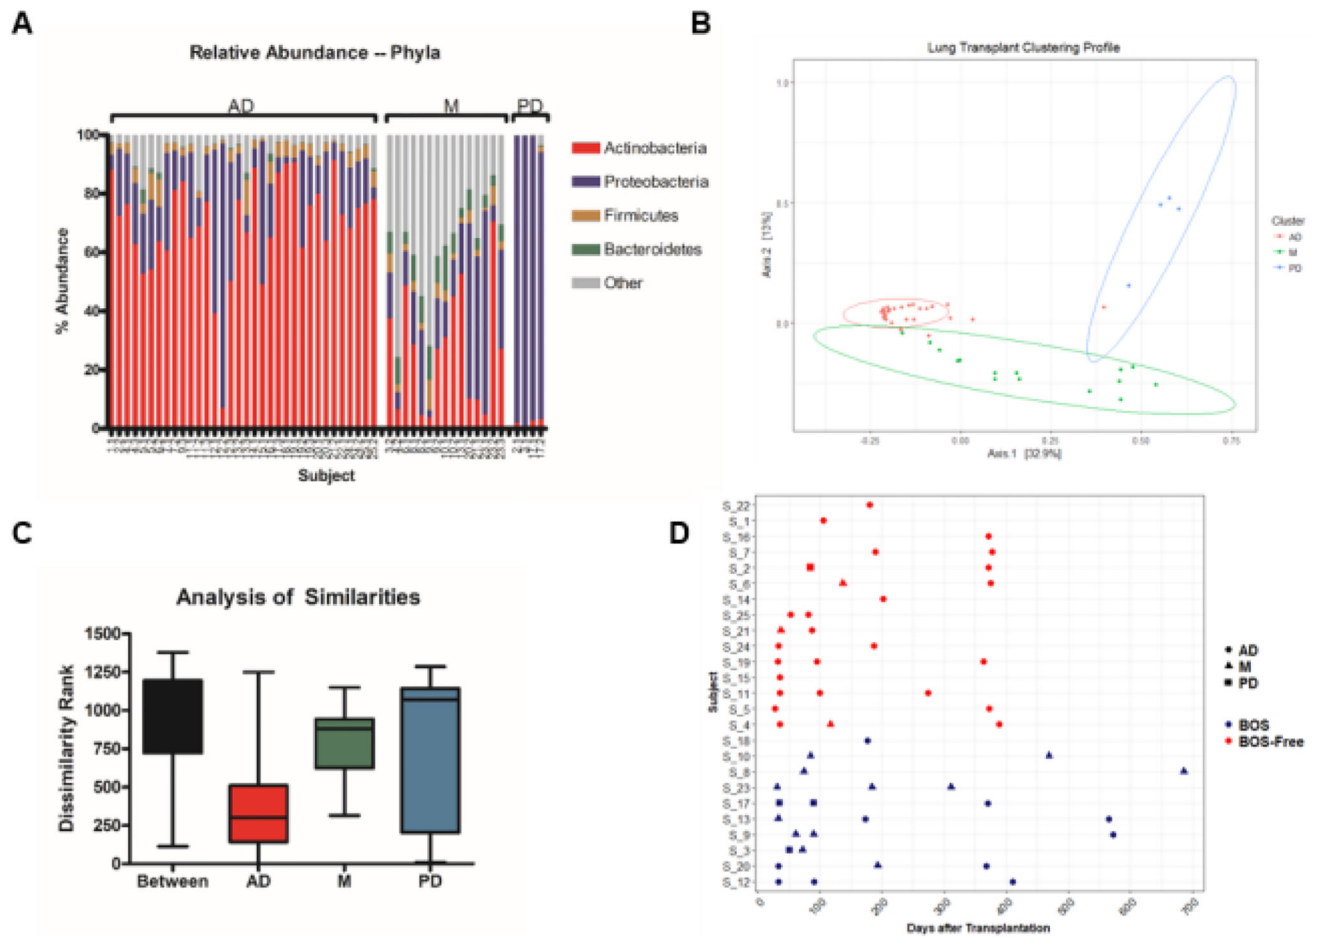 A
Relative Abundance -- Phyla
AD
M
PD
100
80
60
40
20
0
% Abundance
Subject
Actinobacteria
Proteobacteria
Firmicutes
Bacteroidetes
Other
B
Lung Transplant Clustering Profile
1.0
0.5
0.0
Axis.2 [13%]
-0.25
0.00
0.25
0.50
0.75
Axis.1 [32.9%]
Cluster
AD
M
PD
C
Analysis of Similarities
1500
1250
1000
750
500
250
0
Dissimilarity Rank
Between
AD
M
PD
D
S_22
S_1
S_16
S_7
S_2
S_6
S_14
S_25
S_21
S_24
S_19
S_15
S_11
S_5
S_4
S_18
S_10
S_8
S_23
S_17
S_13
S_9
S_3
S_20
S_12
Subject
0
100
200
300
400
500
600
700
Days after Transplantation
AD
M
PD
BOS
BOS-Free